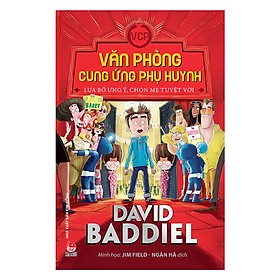 VCP
VĂN PHÒNG
CUNG ỨNG PHỤ HUYNH
LỰA BỐ ƯNG Ý, CHỌN MẸ TUYỆT VỜI
BARRY
DAVID
BADDIEL
Minh họa: JIM FIELD - NGÂN HÀ dịch